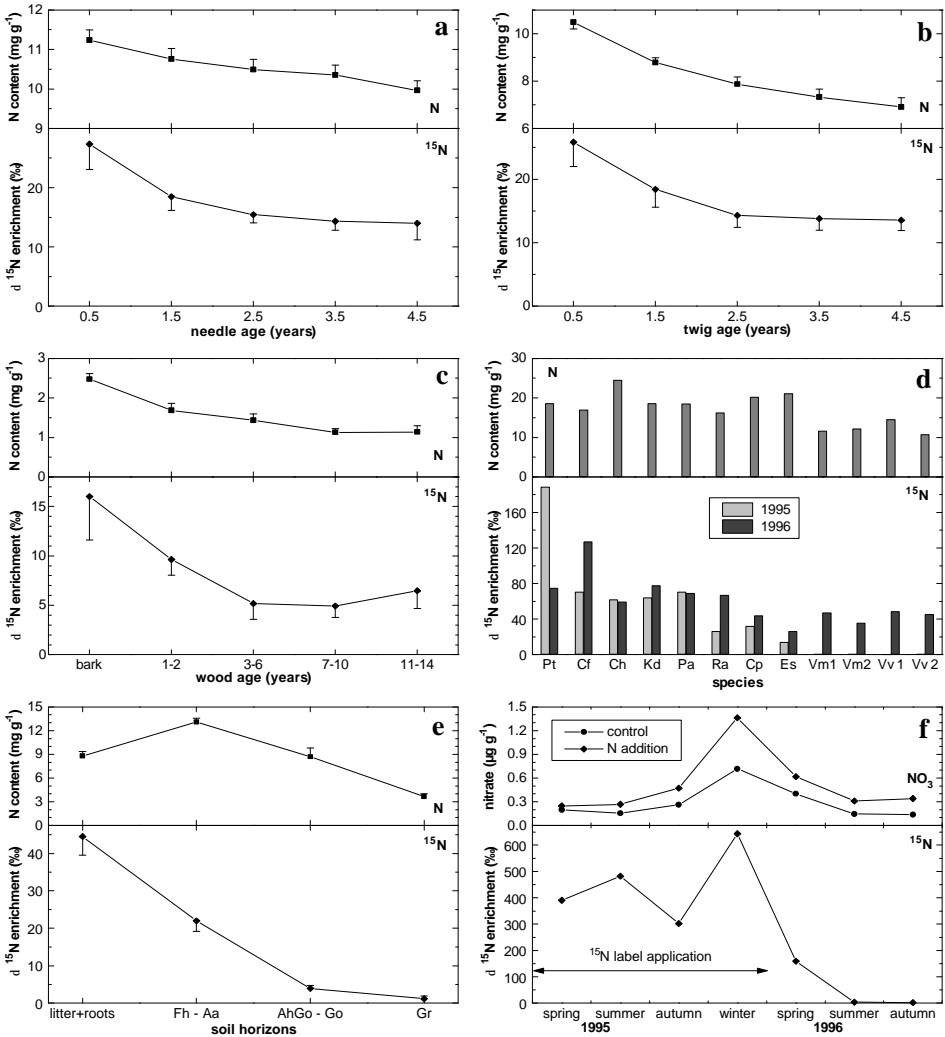 a
N content (mg g-1)
12
11
10
9
N
15N
d 15N enrichment (‰)
20
10
0
0.5 1.5 2.5 3.5 4.5
needle age (years)
b
N content (mg g-1)
10
8
6
N
15N
d 15N enrichment (‰)
20
10
0
0.5 1.5 2.5 3.5 4.5
twig age (years)
c
N content (mg g-1)
3
2
1
0
N
15N
d 15N enrichment (‰)
15
10
5
0
bark 1-2 3-6 7-10 11-14
wood age (years)
d
N content (mg g-1)
30
20
10
0
N
15N
1995
1996
d 15N enrichment (‰)
160
120
80
40
0
Pt Cf Ch Kd Pa Ra Cp Es Vm1 Vm2 Vv1 Vv2
species
e
N content (mg g-1)
15
12
9
6
3
0
N
15N
d 15N enrichment (‰)
40
30
20
10
0
litter+roots Fh - Aa AhGo - Go Gr
soil horizons
f
nitrate (µg g-1)
1.5
1.2
0.9
0.6
0.3
0.0
control
N addition
NO3
15N
d 15N enrichment (‰)
600
500
400
300
200
100
0
15N label application
spring summer autumn winter spring summer autumn
1995 1996